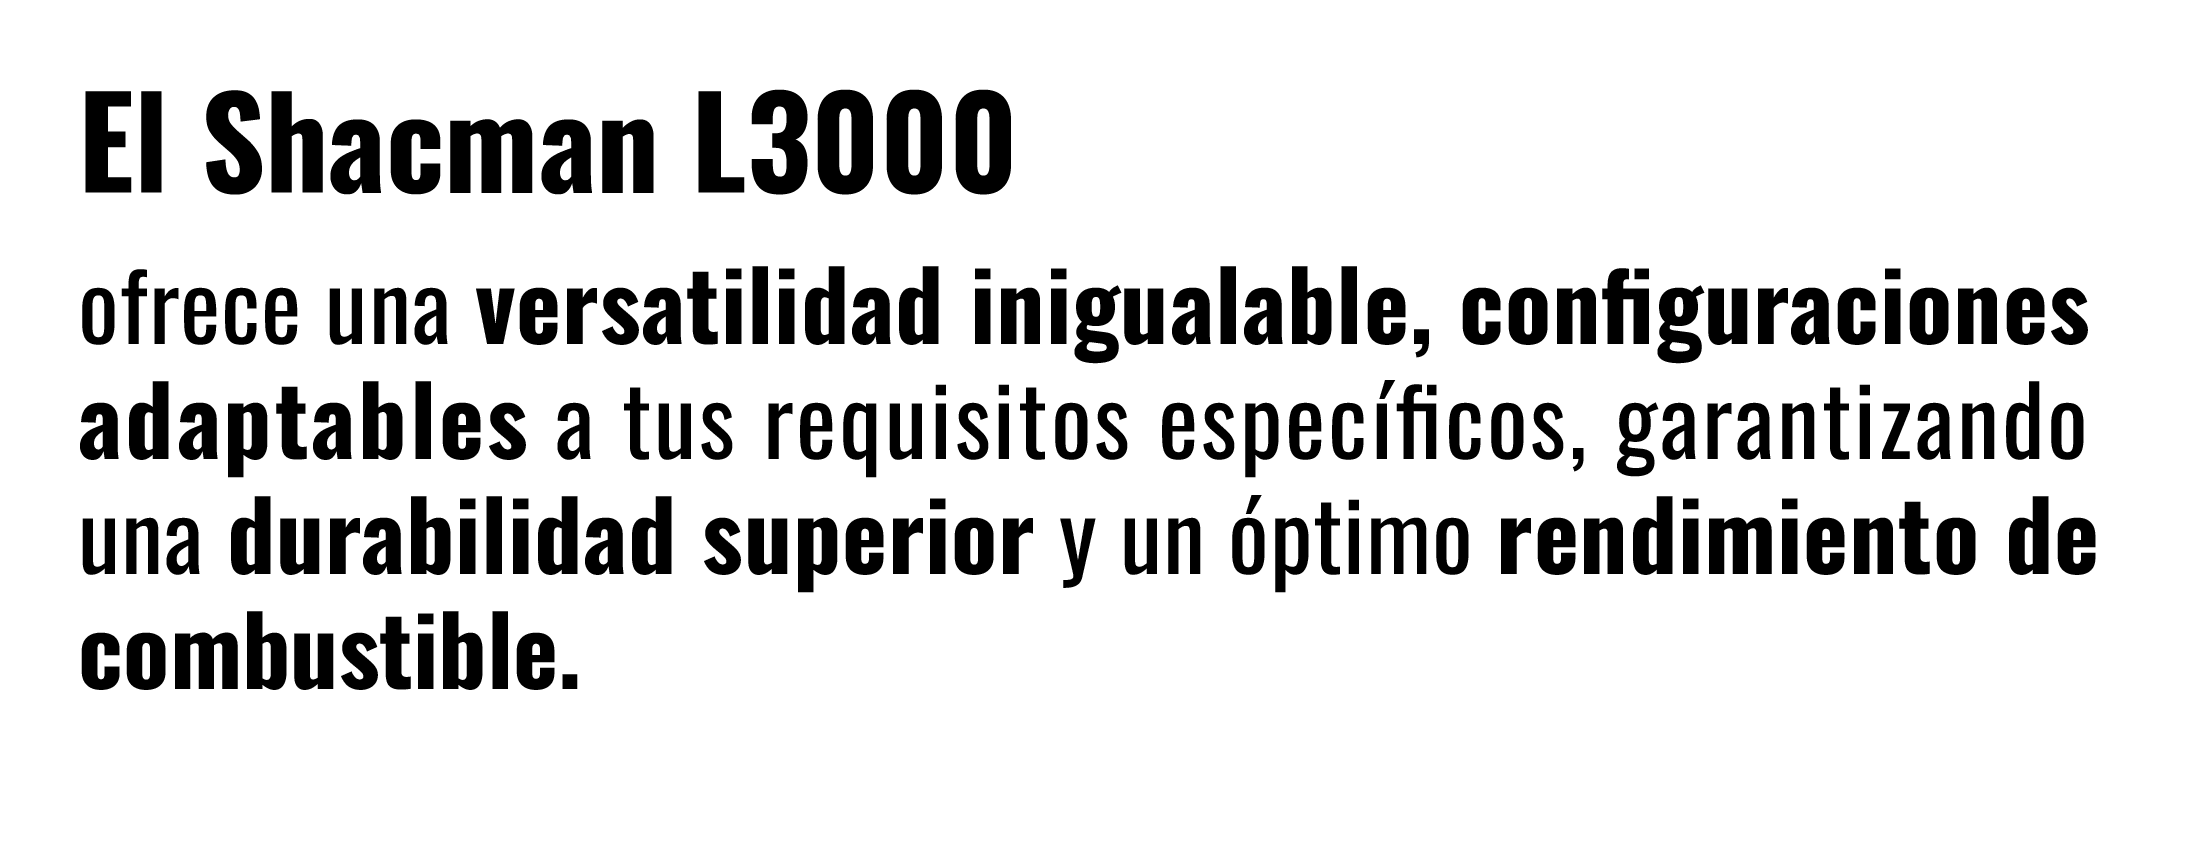 El Shacman L3000
ofrece una versatilidad inigualable, configuraciones
adaptables a tus requisitos específicos, garantizando
una durabilidad superior y un óptimo rendimiento de
combustible.